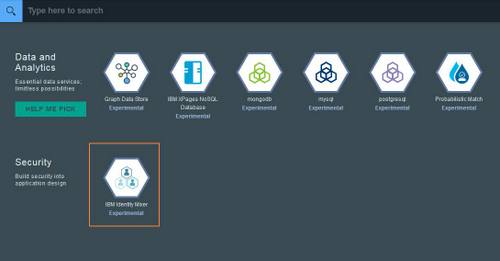 Type here to search
Data and
Analytics
Essential data services,
limitless possibilities
HELP ME PICK
Graph Data Store
Experimental
IBM XPages NoSQL
Database
Experimental
mongodb
Experimental
mysql
Experimental
postgresql
Experimental
Probabilistic Match
Experimental
Security
Build security into
application design
IBM Identity Mixer
Experimental